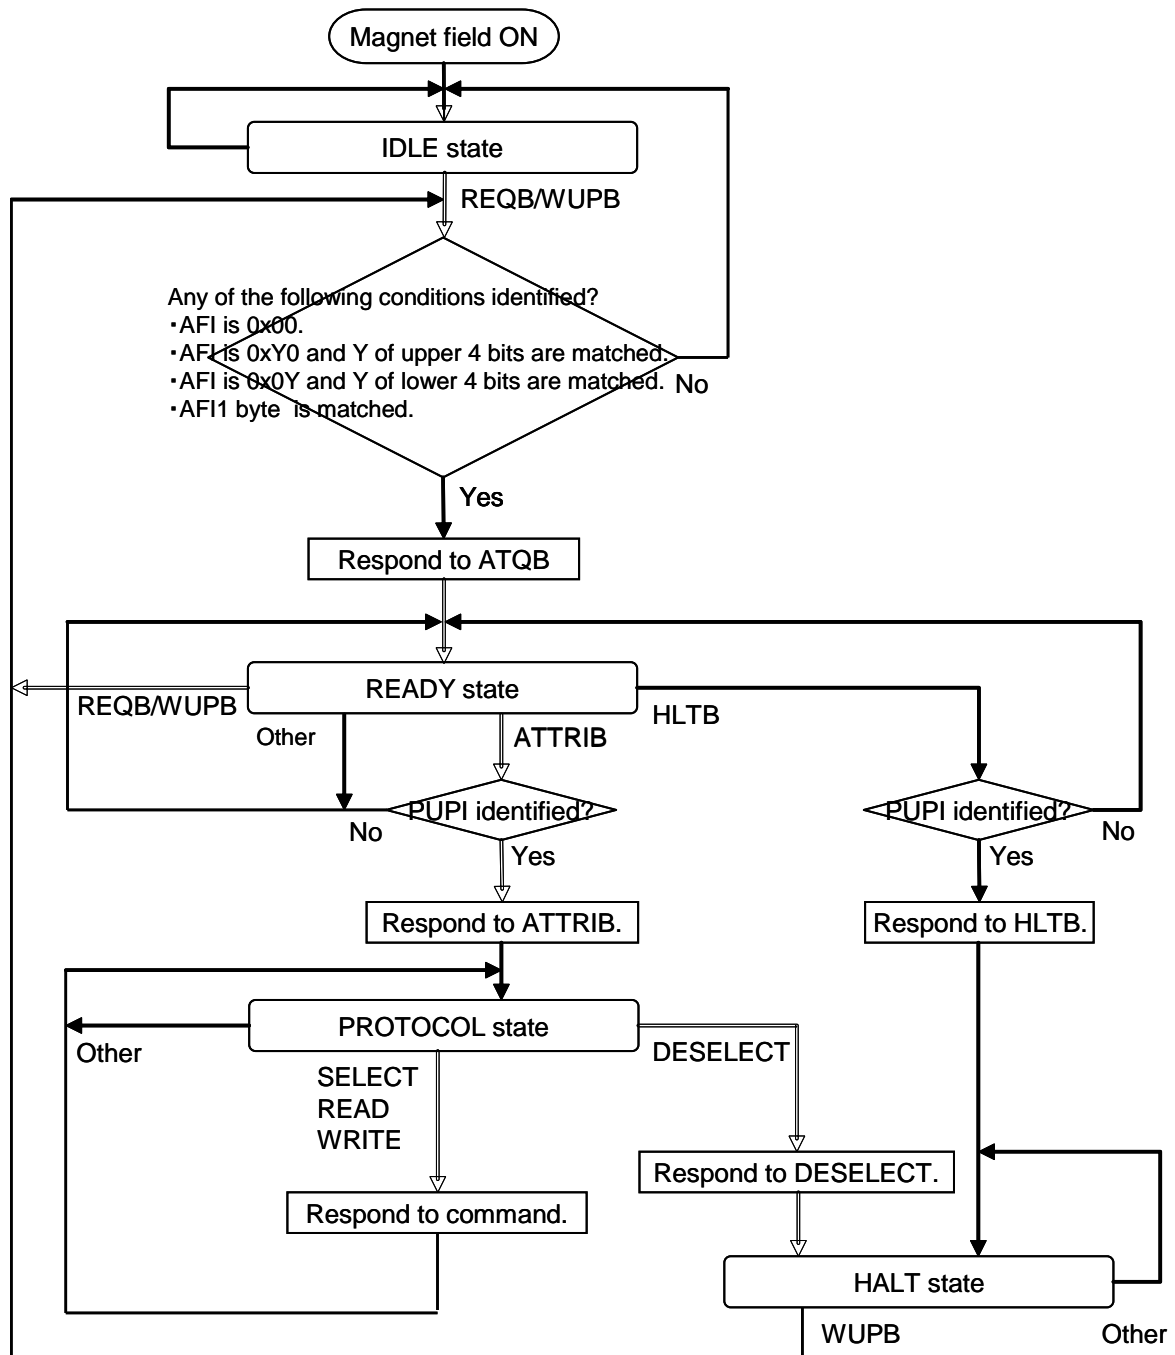 Magnet field ON
IDLE state
REQB/WUPB
Any of the following conditions identified?
・AFI is 0x00.
・AFI is 0xY0 and Y of upper 4 bits are matched.
・AFI is 0x0Y and Y of lower 4 bits are matched.
No
・AFI1 byte is matched.
Yes
Respond to ATQB
READY state
REQB/WUPB
HLTB
Other
ATTRIB
PUPI identified?
PUPI identified?
No
No
Yes
Yes
Respond to ATTRIB.
Respond to HLTB.
PROTOCOL state
Other
DESELECT
SELECT
READ
WRITE
Respond to DESELECT.
Respond to command.
HALT state
WUPB
Other